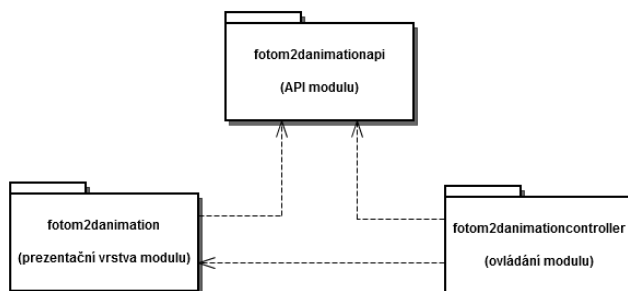 fotom2danimationapi
(API modulu)
fotom2danimation
(prezentační vrstva modulu)
fotom2danimationcontroller
(ovládání modulu)